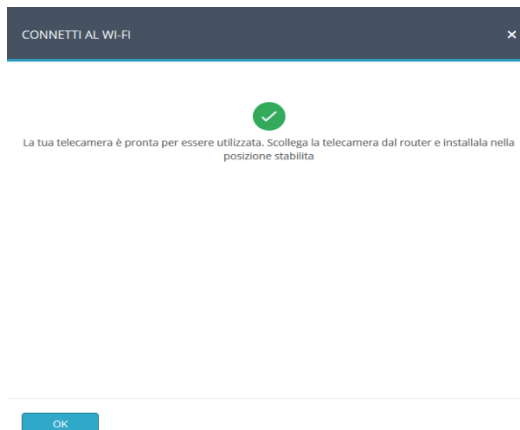 CONNETTI AL WI-FI
La tua telecamera è pronta per essere utilizzata. Scollega la telecamera dal router e installala nella
posizione stabilita
OK